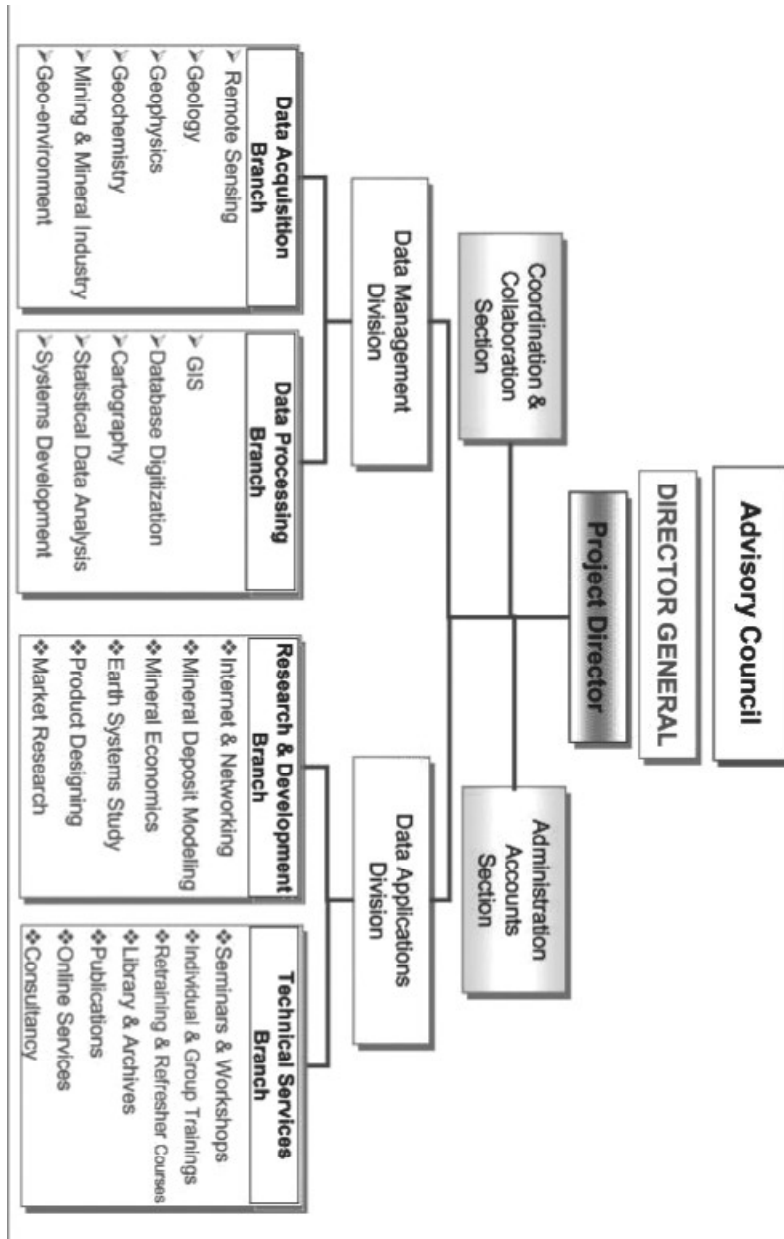 Advisory Council
DIRECTOR GENERAL
Project Director
Coordination &
Collaboration
Section
Administration
Accounts
Section
Data Management
Division
Data Applications
Division
Data Acquisition
Branch
➢ Remote Sensing
➢ Geology
➢ Geophysics
➢ Geochemistry
➢ Mining & Mineral Industry
➢ Geo-environment
Data Processing
Branch
➢ GIS
➢ Database Digitization
➢ Cartography
➢ Statistical Data Analysis
➢ Systems Development
Research & Development
Branch
❖ Internet & Networking
❖ Mineral Deposit Modeling
❖ Mineral Economics
❖ Earth Systems Study
❖ Product Designing
❖ Market Research
Technical Services
Branch
❖ Seminars & Workshops
❖ Individual & Group Trainings
❖ Retraining & Refresher Courses
❖ Library & Archives
❖ Publications
❖ Online Services
❖ Consultancy